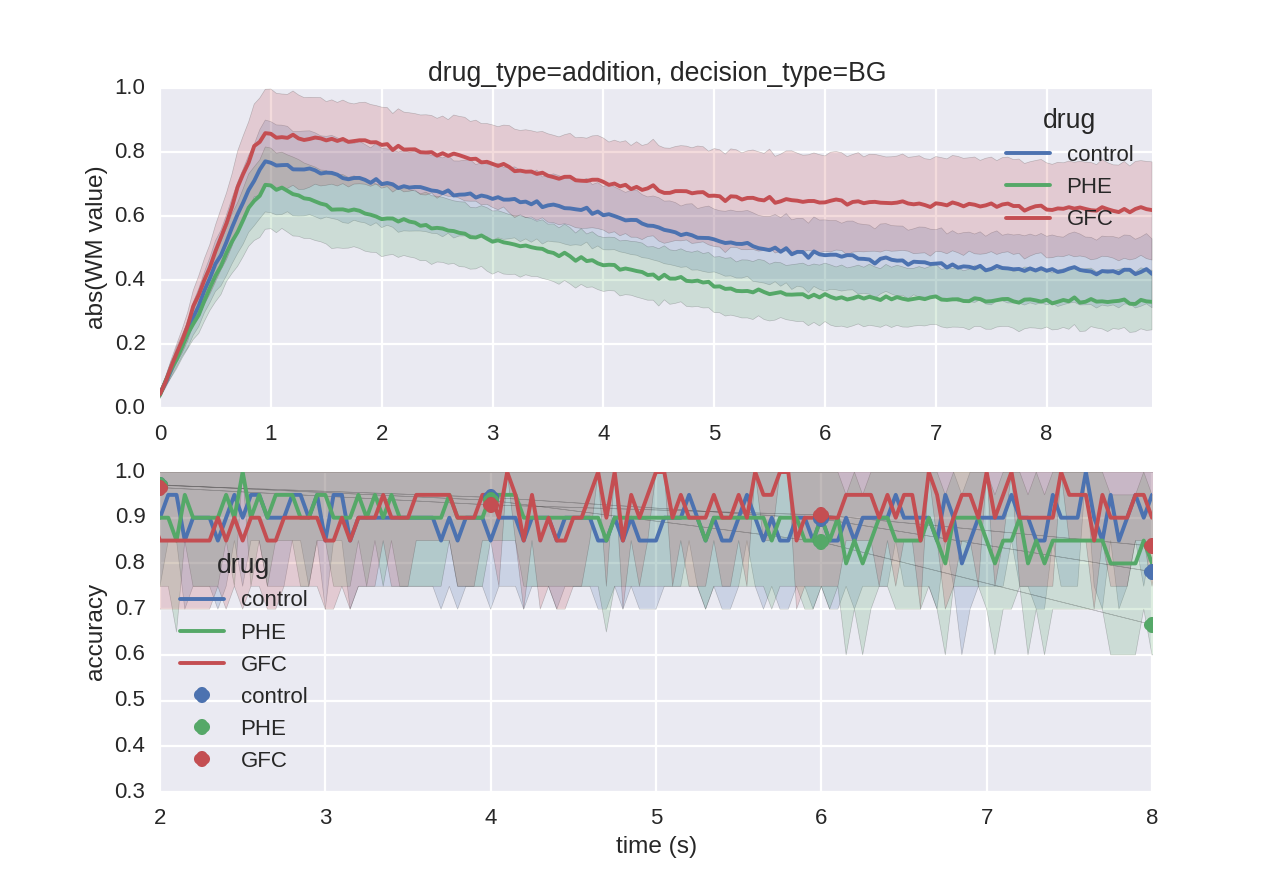 drug_type=addition, decision_type=BG
abs(WM value)
1.0
0.8
0.6
0.4
0.2
0.0
drug
control
PHE
GFC
0 1 2 3 4 5 6 7 8
accuracy
1.0
0.9
0.8
0.7
0.6
0.5
0.4
0.3
drug
control
PHE
GFC
control
PHE
GFC
2 3 4 5 6 7 8
time (s)